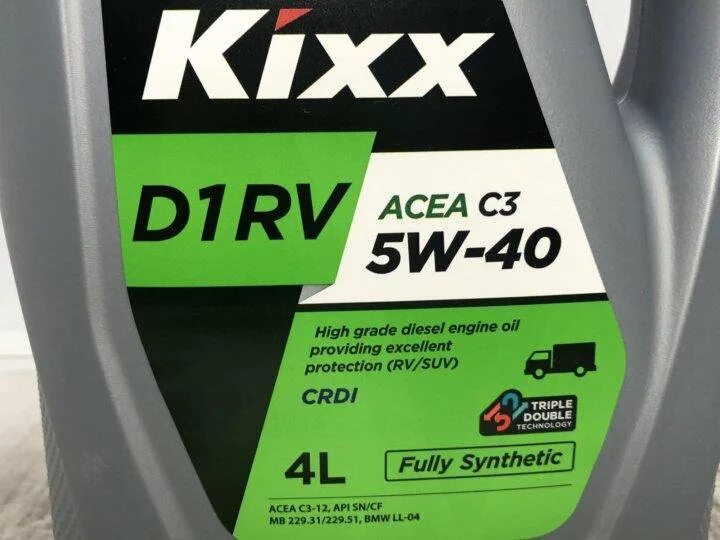 Kixx
D1RV
ACEA C3
5W-40
High grade diesel engine oil
providing excellent
protection (RV/SUV)
CRDI
TRIPLE
DOUBLE
TECHNOLOGY
4L
Fully Synthetic
ACEA C3-12, API SN/CF
MB 229.31/229.51, BMW LL-04